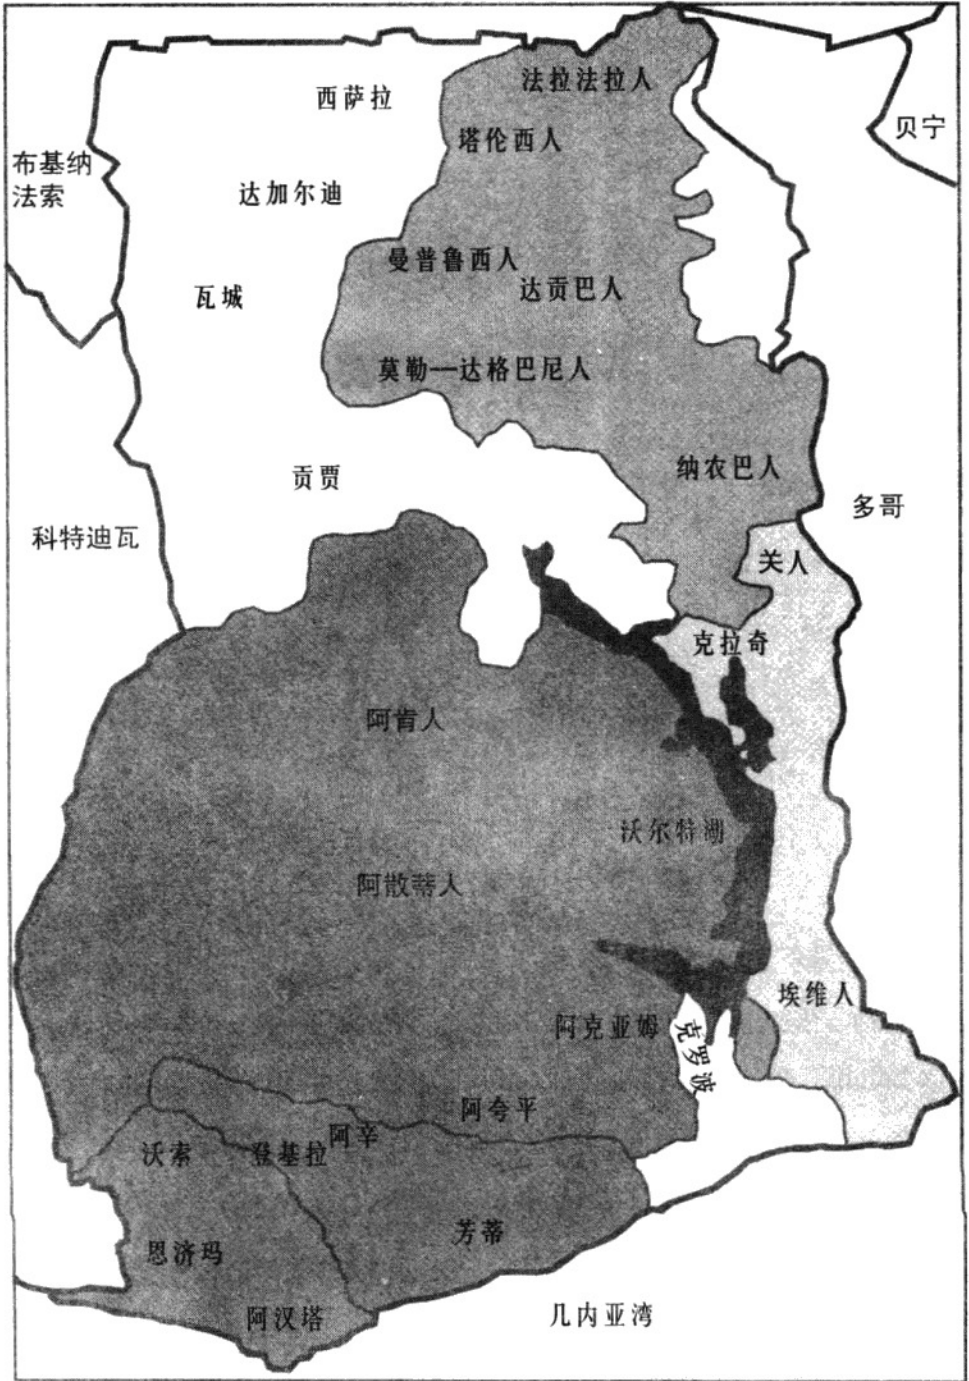 法拉法拉人
西萨拉
贝宁
塔伦西人
布基纳
法索
达加尔迪
曼普鲁西人
达贡巴人
瓦城
莫勒—达格巴尼人
纳农巴人
贡贾
多哥
科特迪瓦
关人
克拉奇
阿肯人
沃尔特湖
阿散蒂人
埃维人
阿克亚姆
克罗波
阿夸平
阿辛
沃索
登基拉
芳蒂
恩济玛
阿汉塔
几内亚湾